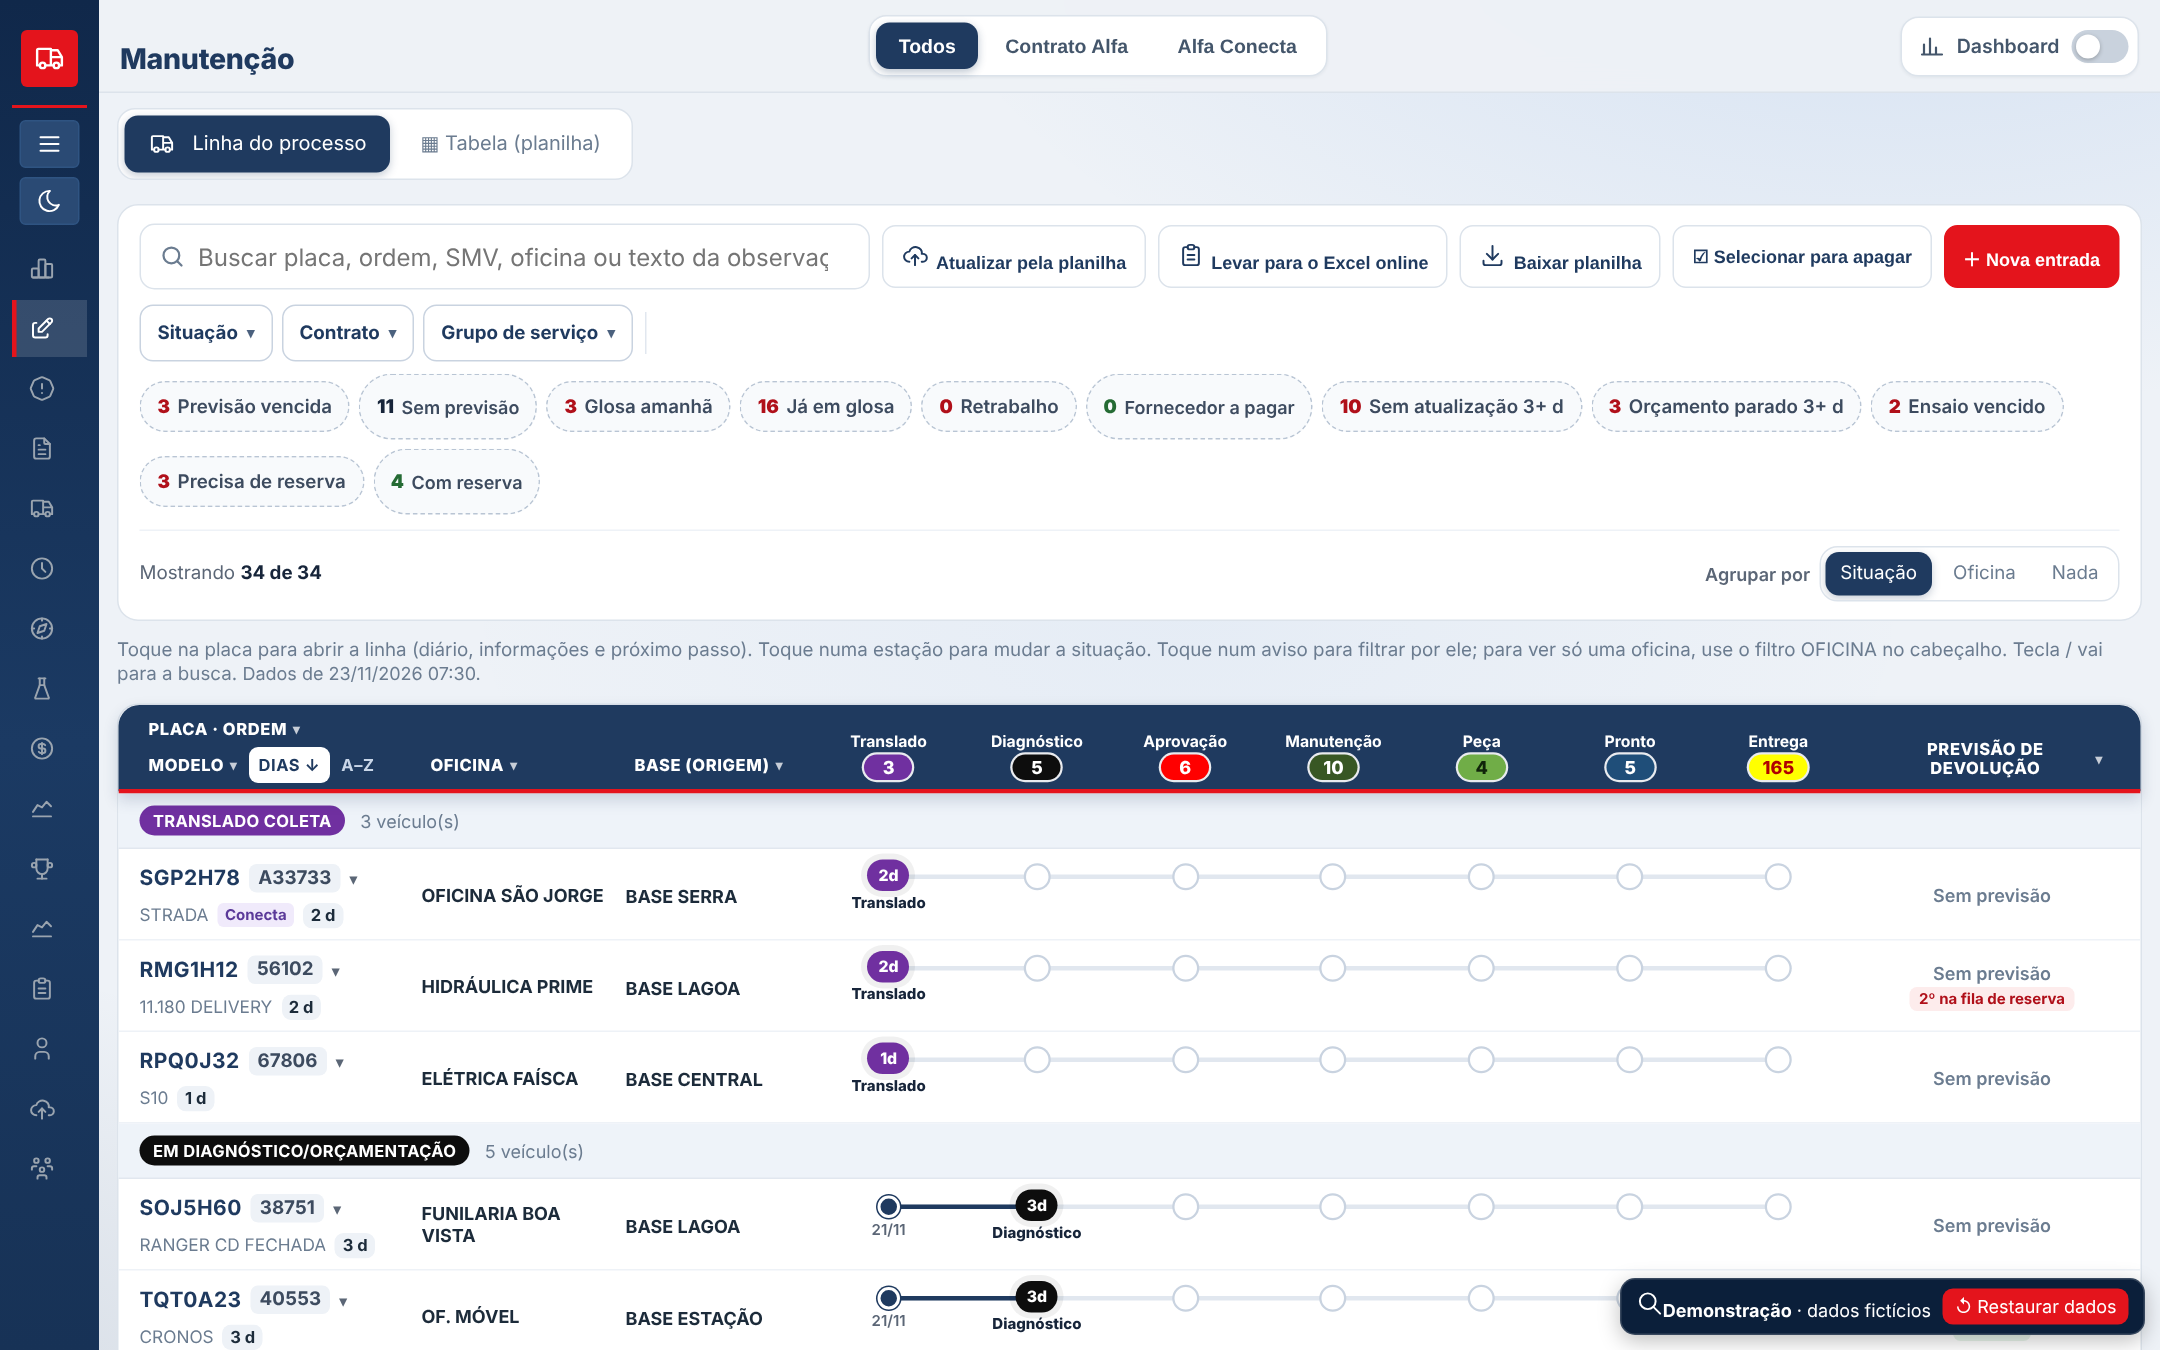 Manutenção
Todos Contrato Alfa Alfa Conecta
Dashboard
Linha do processo Tabela (planilha)
Buscar placa, ordem, SMV, oficina ou texto da observaç
Atualizar pela planilha Levar para o Excel online Baixar planilha Selecionar para apagar + Nova entrada
Situação ▾ Contrato ▾ Grupo de serviço ▾
3 Previsão vencida 11 Sem previsão 3 Glosa amanhã 16 Já em glosa 0 Retrabalho 0 Fornecedor a pagar 10 Sem atualização 3+ d 3 Orçamento parado 3+ d 2 Ensaio vencido
3 Precisa de reserva 4 Com reserva
Mostrando 34 de 34
Agrupar por Situação Oficina Nada
Toque na placa para abrir a linha (diário, informações e próximo passo). Toque numa estação para mudar a situação. Toque num aviso para filtrar por ele; para ver só uma oficina, use o filtro OFICINA no cabeçalho. Tecla / vai
para a busca. Dados de 23/11/2026 07:30.
PLACA · ORDEM ▾
MODELO ▾ DIAS ↓ A–Z OFICINA ▾ BASE (ORIGEM) ▾
Translado Diagnóstico Aprovação Manutenção Peça Pronto Entrega
3 5 6 10 4 5 165
PREVISÃO DE
DEVOLUÇÃO ▾
TRANSLADO COLETA 3 veículo(s)
SGP2H78 A33733 ▾
STRADA Conecta 2 d
OFICINA SÃO JORGE BASE SERRA
2d
Translado
Sem previsão
RMG1H12 56102 ▾
11.180 DELIVERY 2 d
HIDRÁULICA PRIME BASE LAGOA
2d
Translado
Sem previsão
2º na fila de reserva
RPQ0J32 67806 ▾
S10 1 d
ELÉTRICA FAÍSCA BASE CENTRAL
1d
Translado
Sem previsão
EM DIAGNÓSTICO/ORÇAMENTAÇÃO 5 veículo(s)
SOJ5H60 38751 ▾
RANGER CD FECHADA 3 d
FUNILARIA BOA
VISTA
BASE LAGOA
21/11
3d
Diagnóstico
Sem previsão
TQT0A23 40553 ▾
CRONOS 3 d
OF. MÓVEL BASE ESTAÇÃO
21/11
3d
Diagnóstico
Demonstração · dados fictícios Restaurar dados